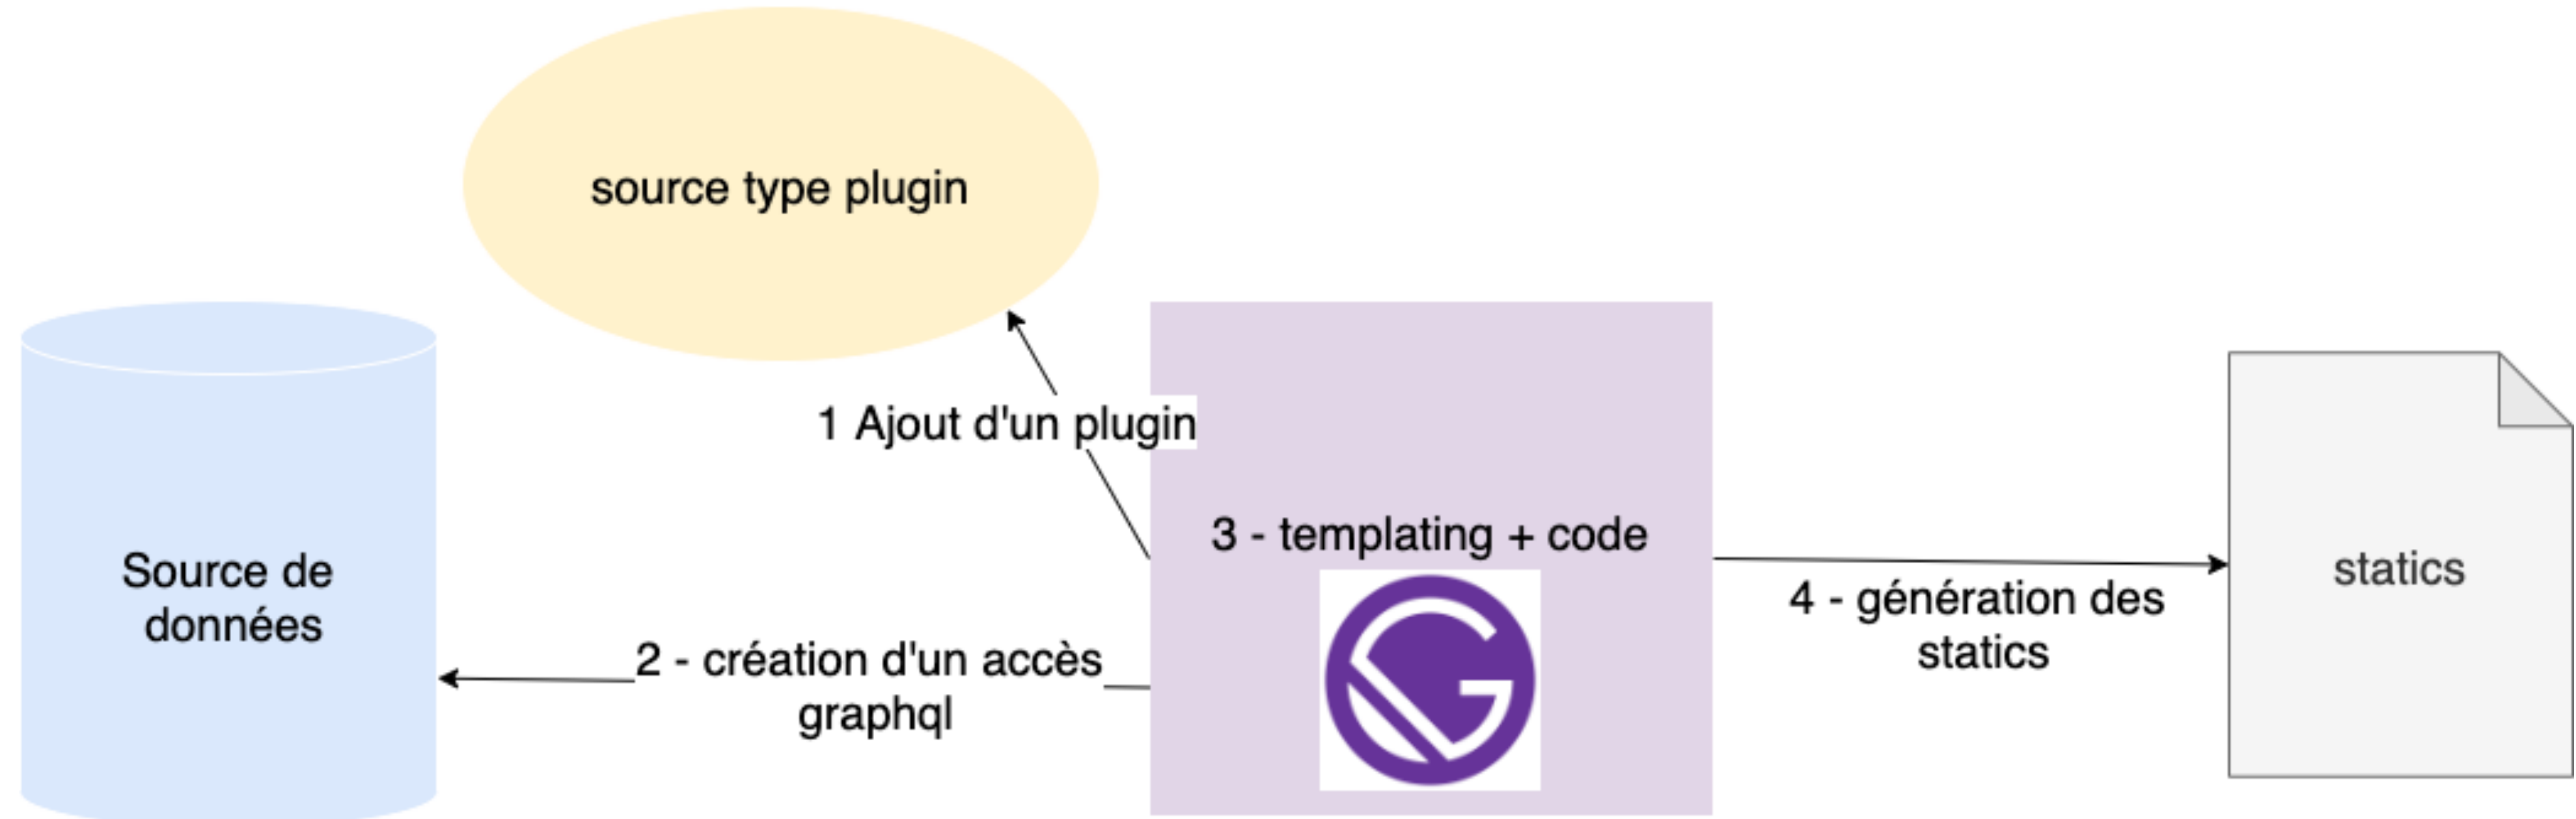 source type plugin
1 Ajout d'un plugin
3 - templating + code
Source de
données
statics
4 - génération des
statics
2 - création d'un accès
graphql